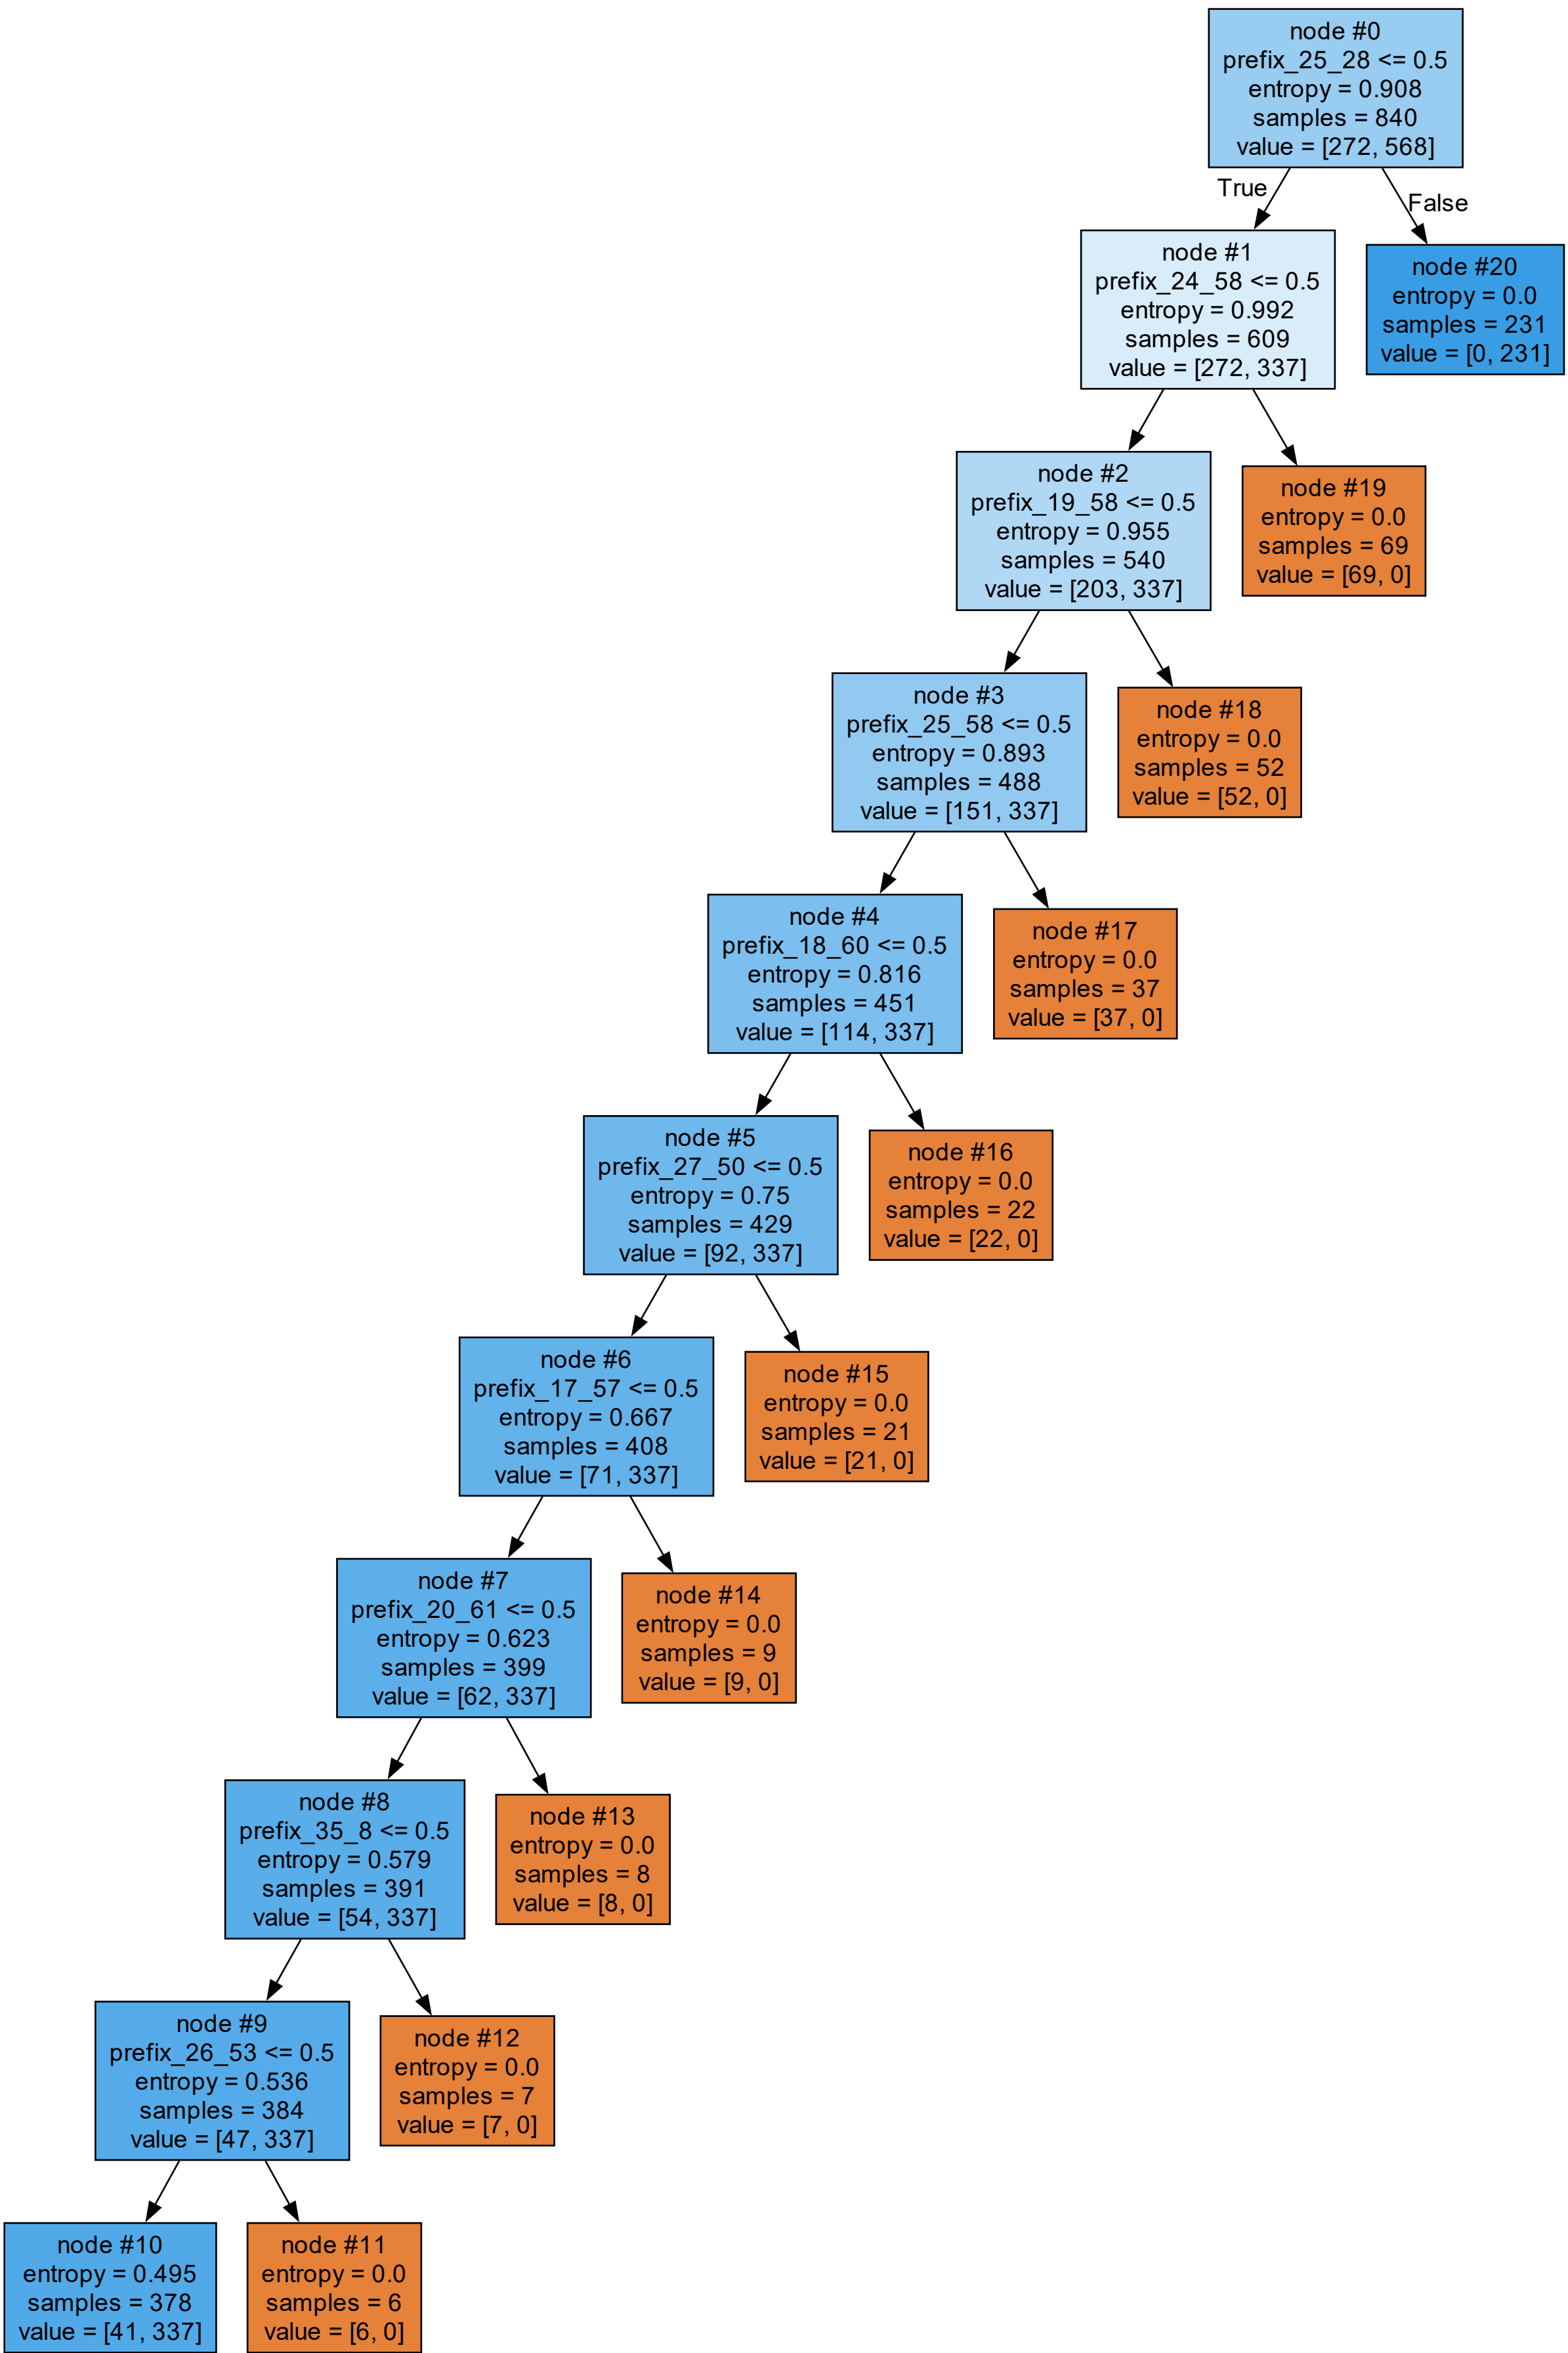 node #0
prefix_25_28 <= 0.5
entropy = 0.908
samples = 840
value = [272, 568]
True
False
node #1
prefix_24_58 <= 0.5
entropy = 0.992
samples = 609
value = [272, 337]
node #20
entropy = 0.0
samples = 231
value = [0, 231]
node #2
prefix_19_58 <= 0.5
entropy = 0.955
samples = 540
value = [203, 337]
node #19
entropy = 0.0
samples = 69
value = [69, 0]
node #3
prefix_25_58 <= 0.5
entropy = 0.893
samples = 488
value = [151, 337]
node #18
entropy = 0.0
samples = 52
value = [52, 0]
node #4
prefix_18_60 <= 0.5
entropy = 0.816
samples = 451
value = [114, 337]
node #17
entropy = 0.0
samples = 37
value = [37, 0]
node #5
prefix_27_50 <= 0.5
entropy = 0.75
samples = 429
value = [92, 337]
node #16
entropy = 0.0
samples = 22
value = [22, 0]
node #6
prefix_17_57 <= 0.5
entropy = 0.667
samples = 408
value = [71, 337]
node #15
entropy = 0.0
samples = 21
value = [21, 0]
node #7
prefix_20_61 <= 0.5
entropy = 0.623
samples = 399
value = [62, 337]
node #14
entropy = 0.0
samples = 9
value = [9, 0]
node #8
prefix_35_8 <= 0.5
entropy = 0.579
samples = 391
value = [54, 337]
node #13
entropy = 0.0
samples = 8
value = [8, 0]
node #9
prefix_26_53 <= 0.5
entropy = 0.536
samples = 384
value = [47, 337]
node #12
entropy = 0.0
samples = 7
value = [7, 0]
node #10
entropy = 0.495
samples = 378
value = [41, 337]
node #11
entropy = 0.0
samples = 6
value = [6, 0]